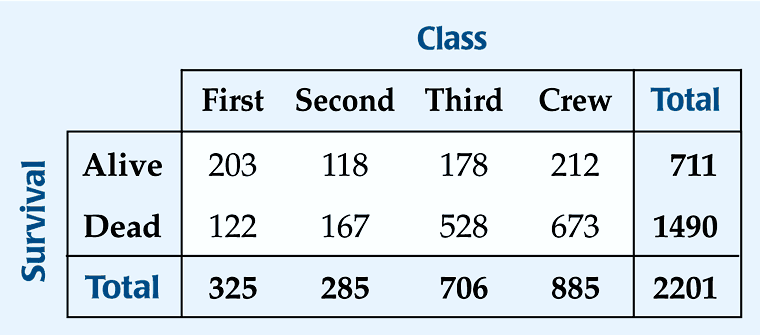 Class
First Second Third Crew Total
Survival
Alive 203 118 178 212 711
Dead 122 167 528 673 1490
Total 325 285 706 885 2201